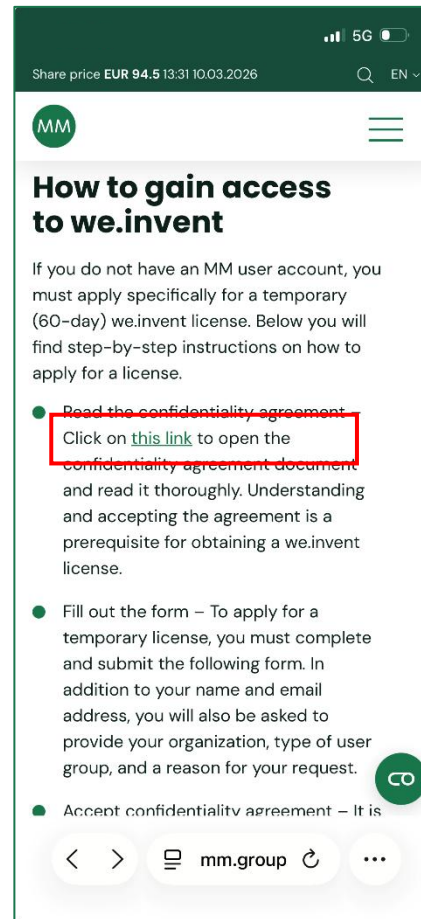 5G
Share price EUR 94.5 13:31 10.03.2026 EN
MM
How to gain access
to we.invent
If you do not have an MM user account, you
must apply specifically for a temporary
(60-day) we.invent license. Below you will
find step-by-step instructions on how to
apply for a license.
Read the confidentiality agreement –
Click on this link to open the
confidentiality agreement document
and read it thoroughly. Understanding
and accepting the agreement is a
prerequisite for obtaining a we.invent
license.
Fill out the form – To apply for a
temporary license, you must complete
and submit the following form. In
addition to your name and email
address, you will also be asked to
provide your organization, type of user
group, and a reason for your request.
Accept confidentiality agreement – It is
mm.group